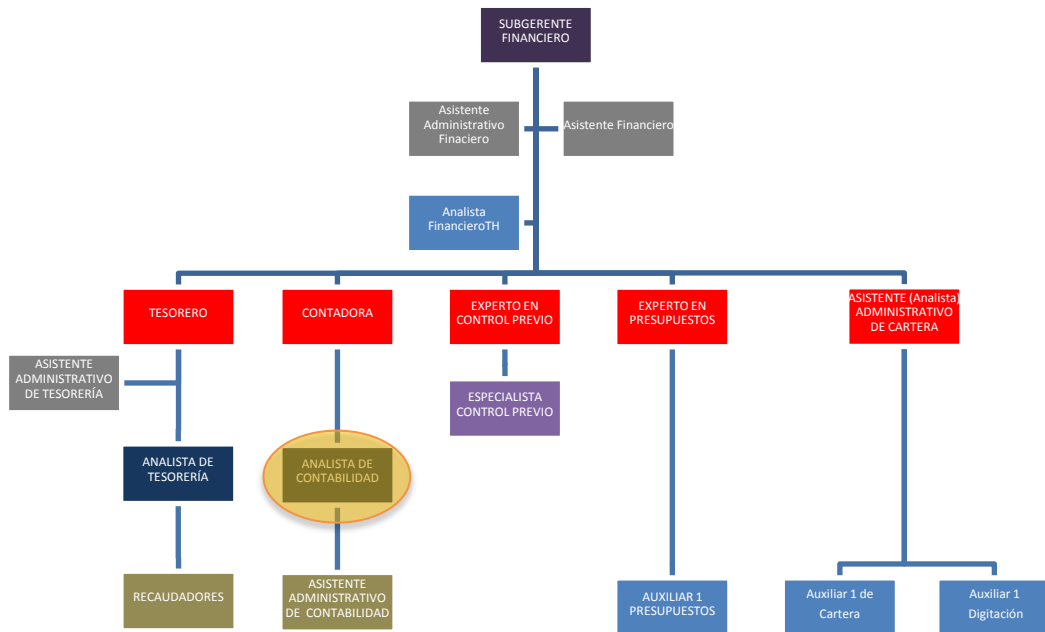 SUBGERENTE
FINANCIERO
Asistente
Administrativo
Finaciero
Asistente Financiero
Analista
FinancieroTH
TESORERO
CONTADORA
EXPERTO EN
CONTROL PREVIO
EXPERTO EN
PRESUPUESTOS
ASISTENTE (Analista)
ADMINISTRATIVO
DE CARTERA
ASISTENTE
ADMINISTRATIVO
DE TESORERÍA
ESPECIALISTA
CONTROL PREVIO
ANALISTA DE
TESORERÍA
ANALISTA DE
CONTABILIDAD
RECAUDADORES
ASISTENTE
ADMINISTRATIVO
DE CONTABILIDAD
AUXILIAR 1
PRESUPUESTOS
Auxiliar 1 de
Cartera
Auxiliar 1
Digitación